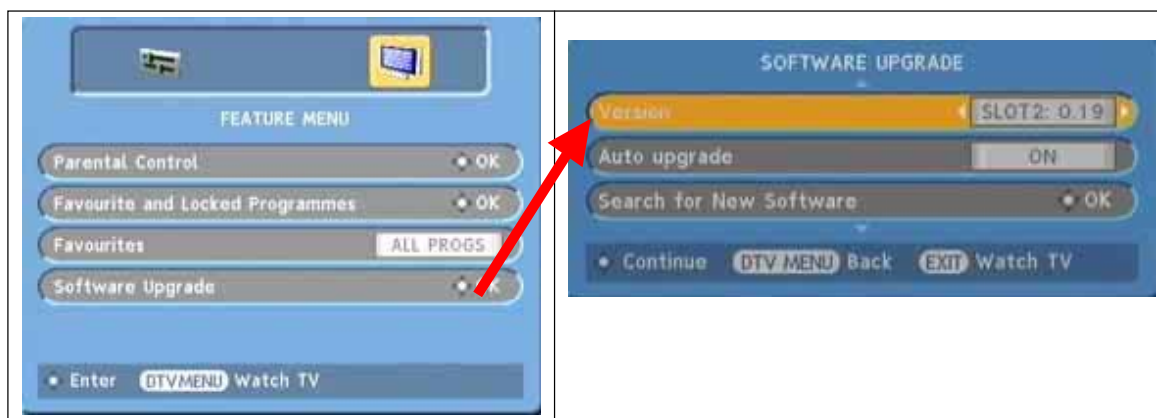 FEATURE MENU
Parental Control OK
Favourite and Locked Programmes OK
Favourites ALL PROGS
Software Upgrade OK
Enter DTVMENU Watch TV
SOFTWARE UPGRADE
Version SLOT2: 0.19
Auto upgrade ON
Search for New Software OK
Continue DTV MENU Back EXIT Watch TV